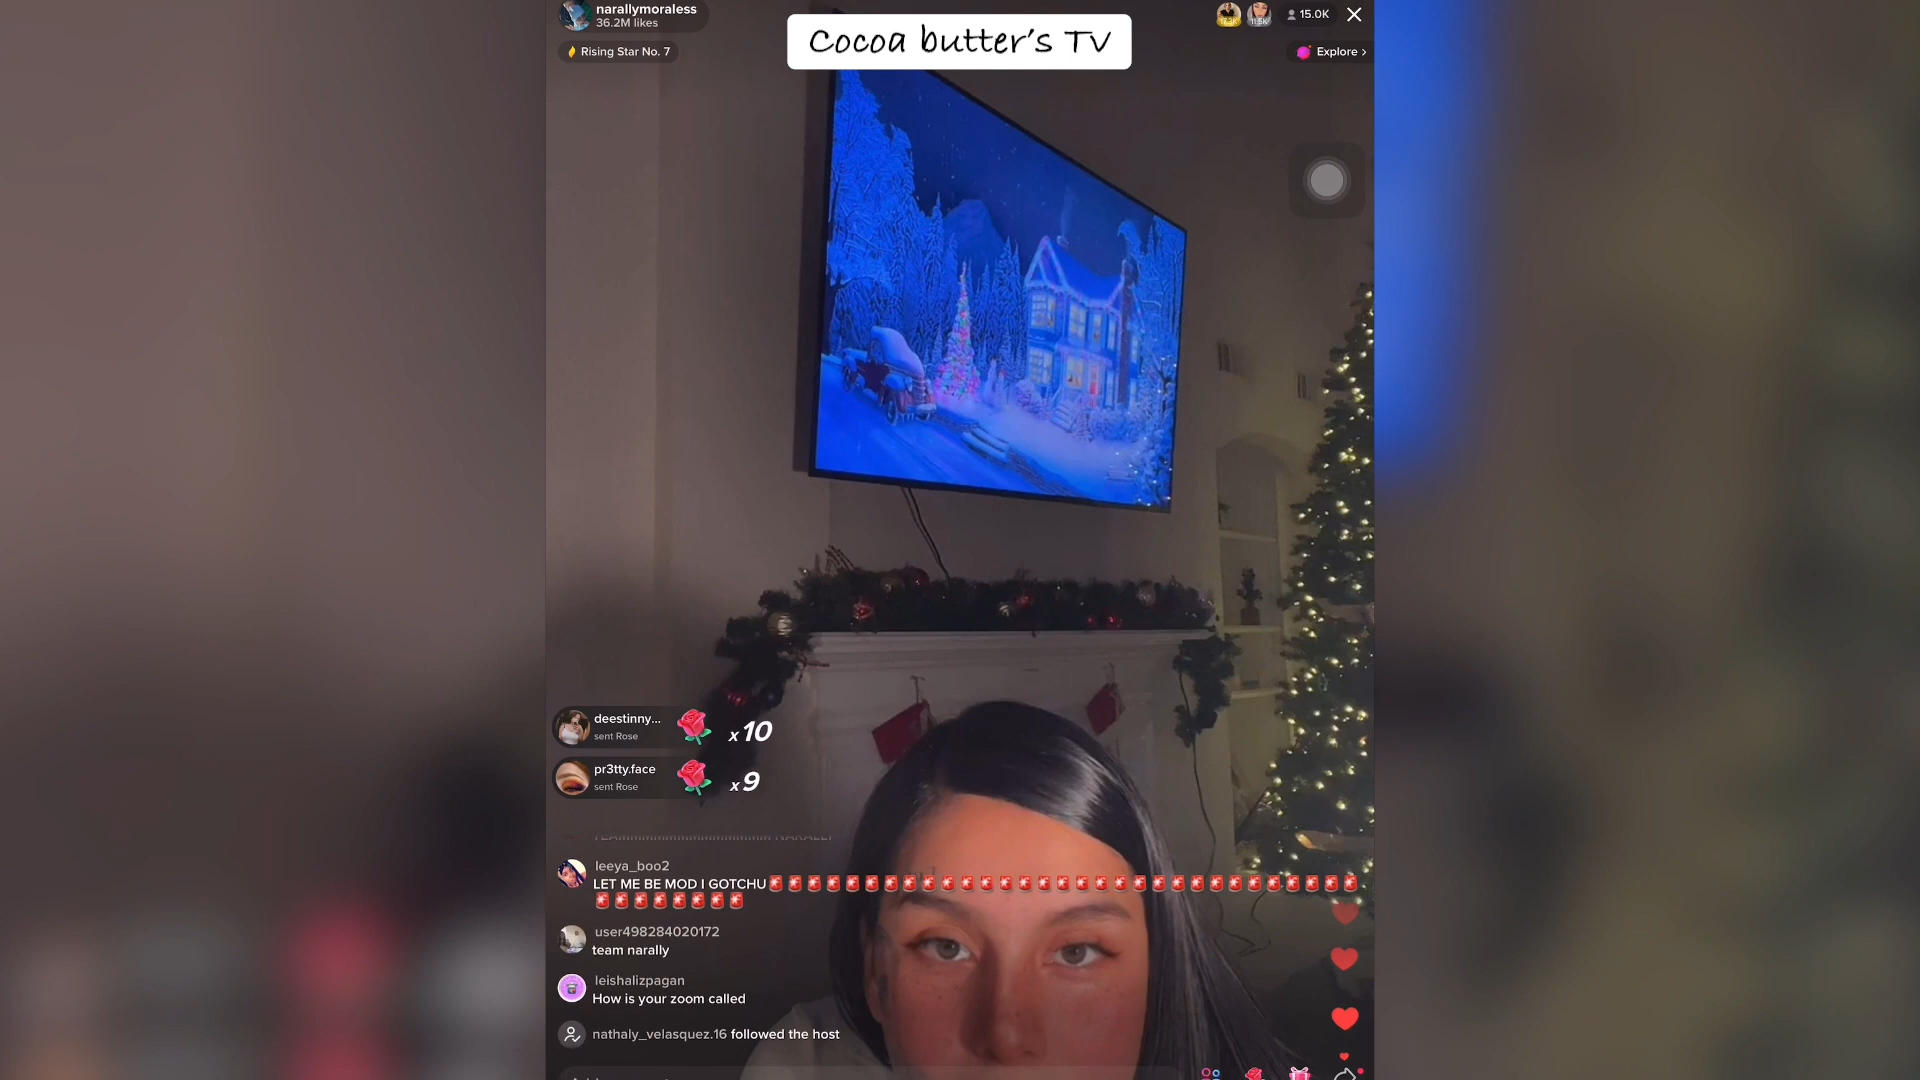 narallymoraless
36.2M likes
15.0K
Rising Star No. 7
Explore >
Cocoa butter's TV
deestinny...
sent Rose
x 10
pr3tty.face
sent Rose
x 9
leeya_boo2
LET ME BE MOD I GOTCHU
user498284020172
team narally
leishalizpagan
How is your zoom called
nathaly_velasquez.16 followed the host